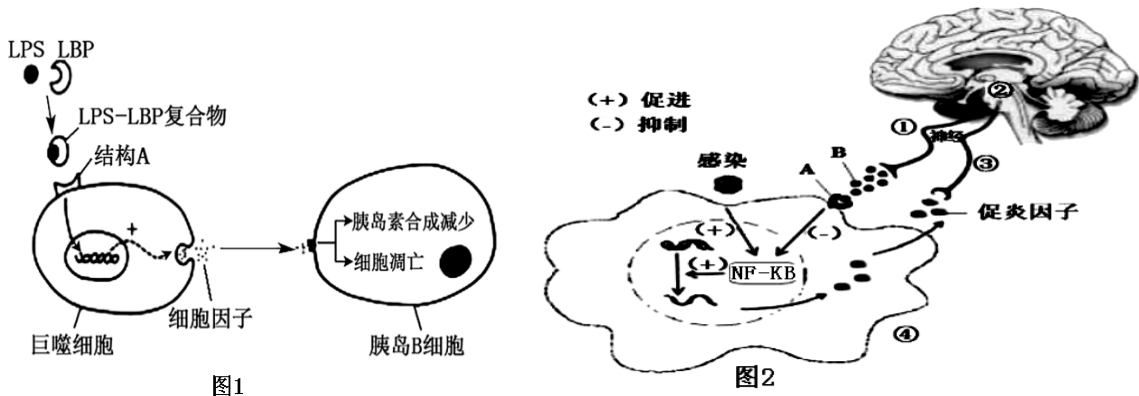 LPS LBP
LPS-LBP复合物
结构A
+
胰岛素合成减少
细胞凋亡
细胞因子
巨噬细胞
胰岛B细胞
图1
(+) 促进
(-) 抑制
感染
A
B
①
②
神经
③
促炎因子
(+)
(-)
(+)
NF-KB
④
图2